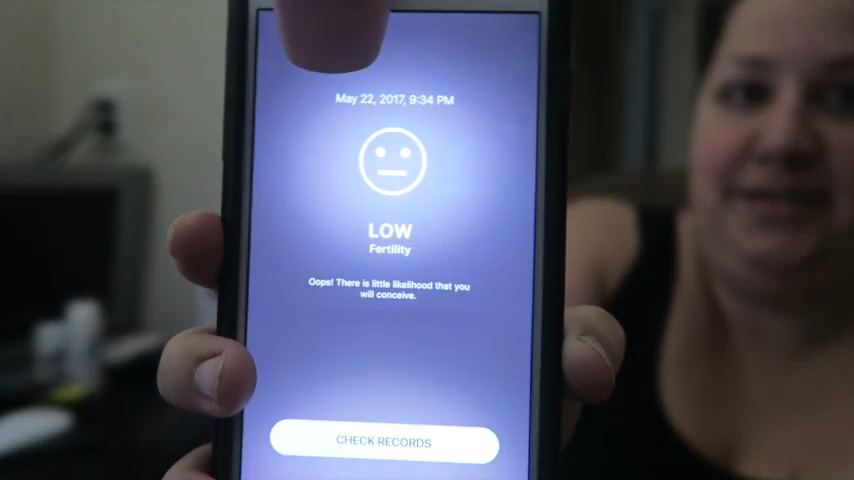 May 22, 2017, 9:34 PM
LOW
Fertility
Oops! There is little likelihood that you
will conceive.
CHECK RECORDS